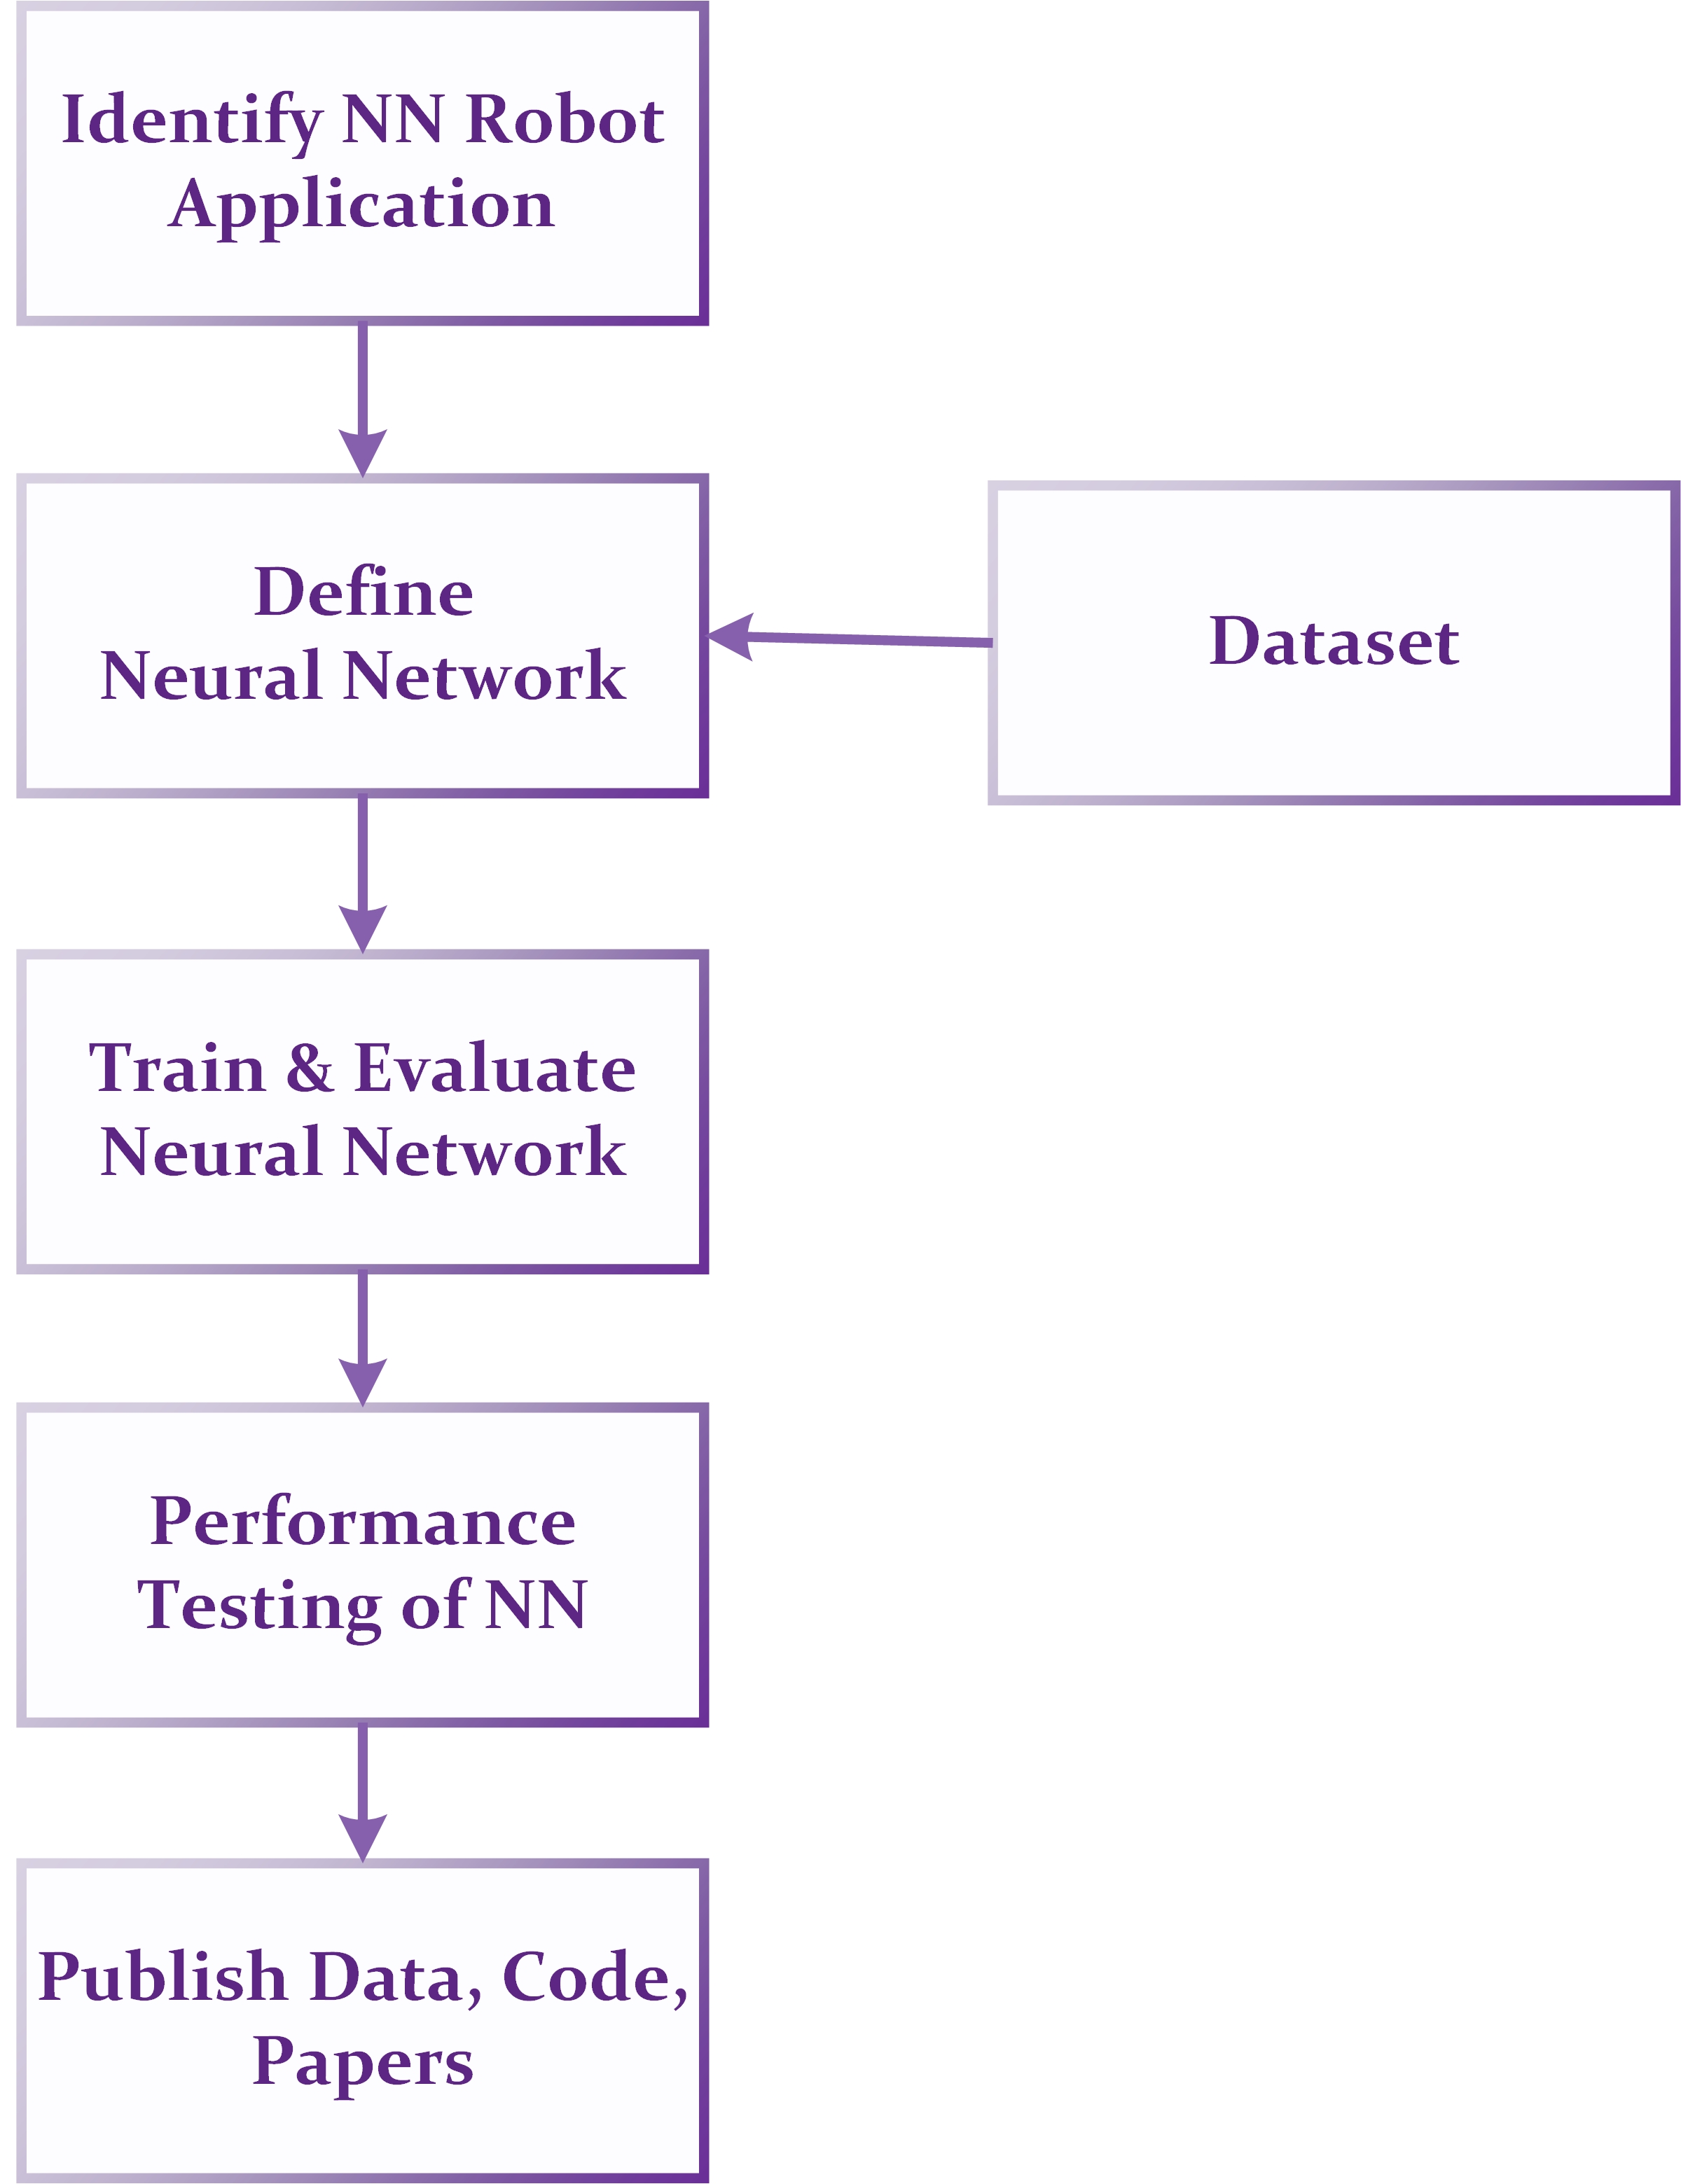 Identify NN Robot
Application
Define
Neural Network
Dataset
Train & Evaluate
Neural Network
Performance
Testing of NN
Publish Data, Code,
Papers